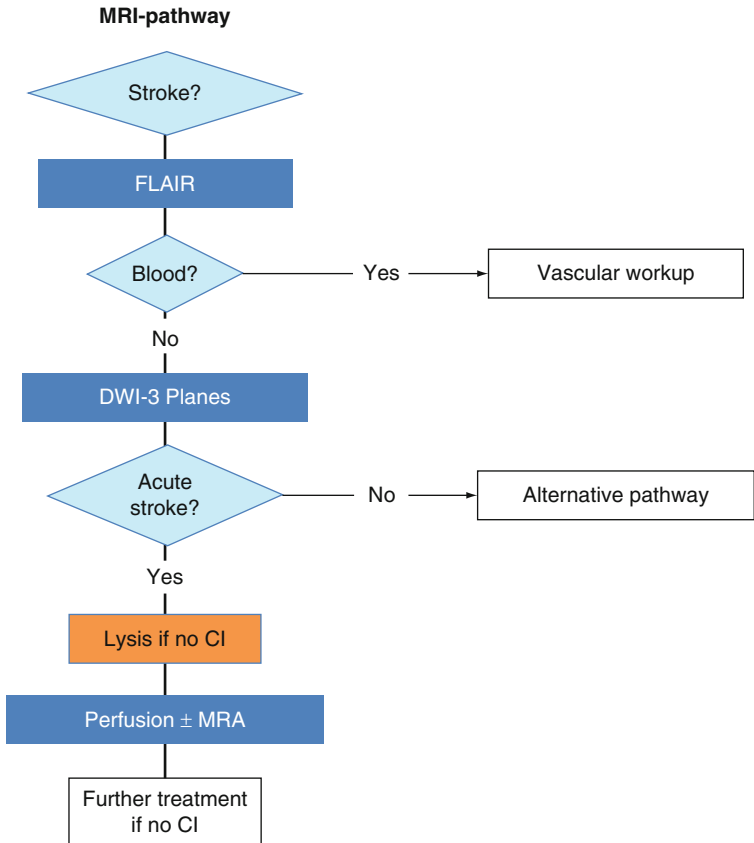 MRI-pathway
Stroke?
FLAIR
Blood?
Yes
Vascular workup
No
DWI-3 Planes
Acute
stroke?
No
Alternative pathway
Yes
Lysis if no CI
Perfusion ± MRA
Further treatment
if no CI